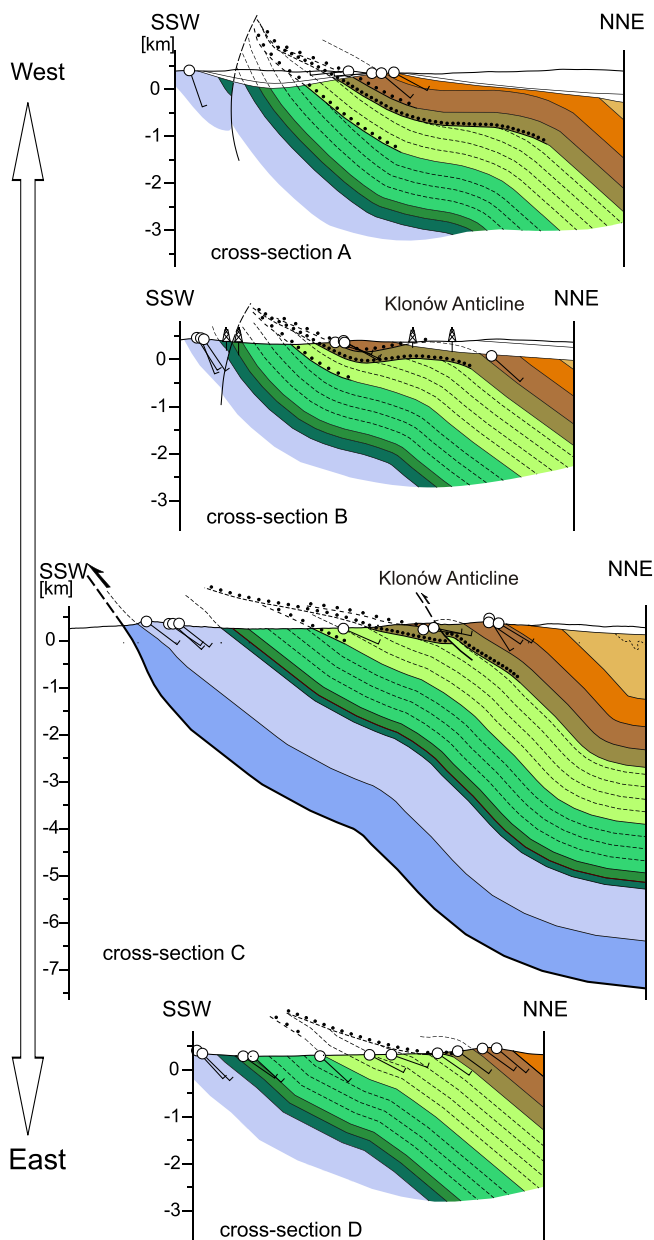 SSW
NNE
[km]
West
0
-1
-2
-3
cross-section A
SSW
Klonów Anticline
NNE
0
-1
-2
-3
cross-section B
SSW
Klonów Anticline
NNE
[km]
0
-1
-2
-3
-4
-5
-6
-7
cross-section C
SSW
NNE
0
-1
East
-2
-3
cross-section D